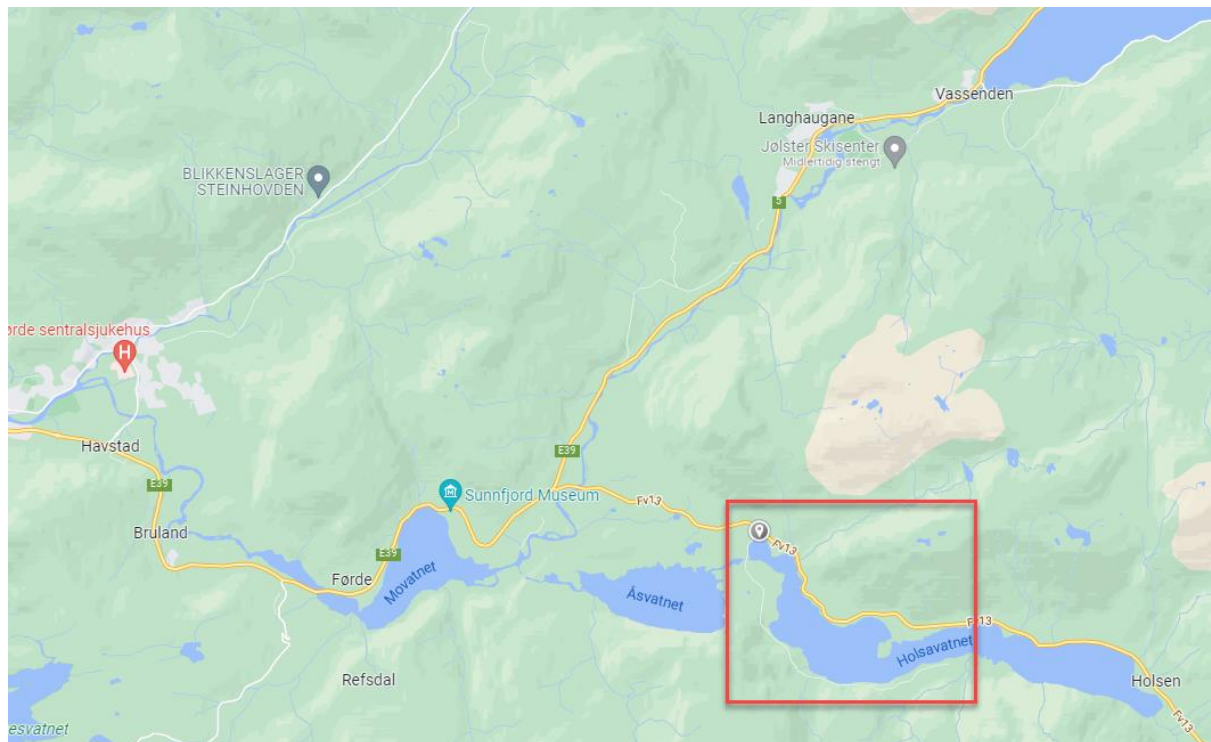 Vassenden
Langhaugane
Jølster Skisenter
Midlertidig stengt
BLIKKENSLAGER
STEINHOVDEN
5
ørde sentralsjukehus
H
Havstad
E39
E39
Sunnfjord Museum
Fv13
Bruland
E39
Fv13
Førde
Movatnet
Åsvatnet
Fv13
Holsavatnet
Refsdal
Holsen
esvatnet